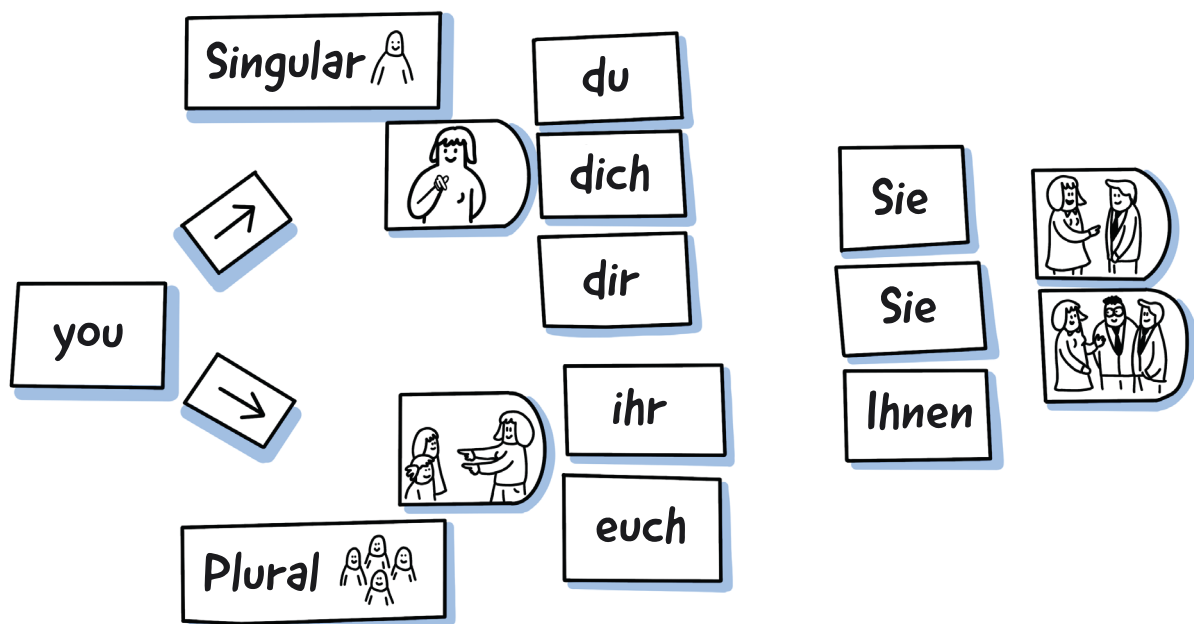 Singular
du
dich
dir
you
ihr
euch
Plural
Sie
Sie
Ihnen